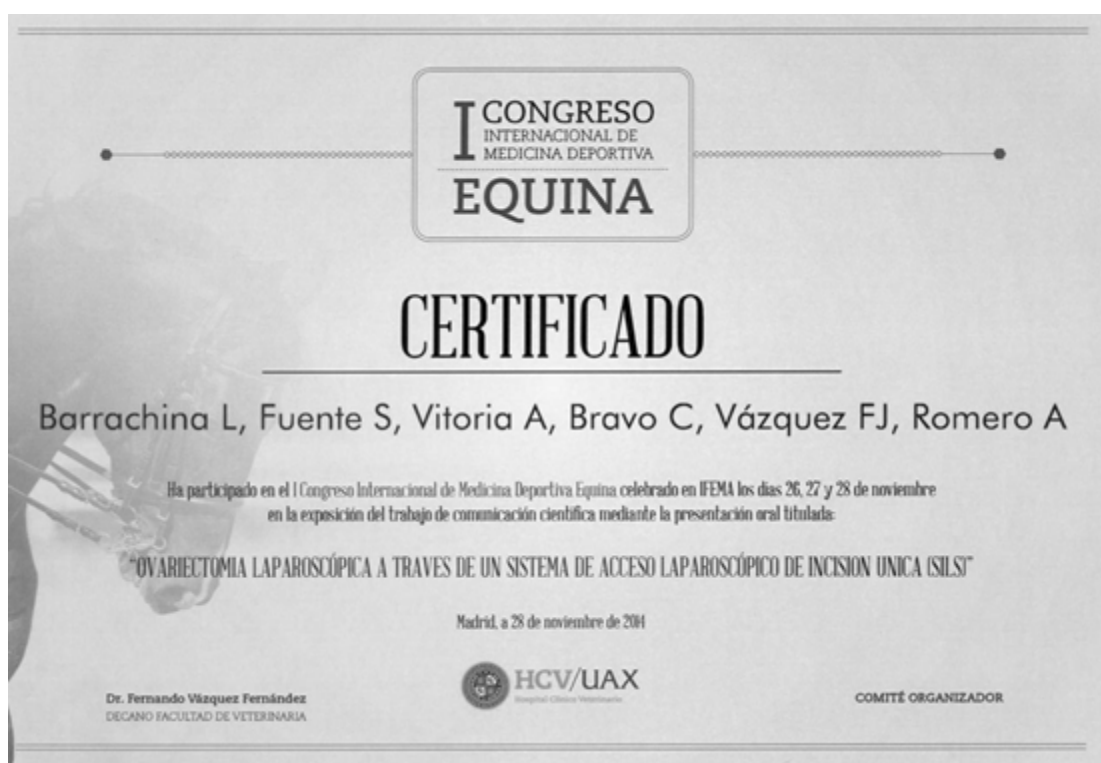 I CONGRESO
INTERNACIONAL DE
MEDICINA DEPORTIVA
EQUINA
CERTIFICADO
Barrachina L, Fuente S, Vitoria A, Bravo C, Vázquez FJ, Romero A
Ha participado en el I Congreso Internacional de Medicina Deportiva Equina celebrado en IFEMA los días 26, 27 y 28 de noviembre
en la exposición del trabajo de comunicación científica mediante la presentación oral titulada:
"OVARIECTOMIA LAPAROSCÓPICA A TRAVES DE UN SISTEMA DE ACCESO LAPAROSCÓPICO DE INCISION UNICA (SILS)"
Madrid, a 28 de noviembre de 2014
HCV/UAX
Hospital Clínico Veterinario
Dr. Fernando Vázquez Fernández
DECANO FACULTAD DE VETERINARIA
COMITÉ ORGANIZADOR